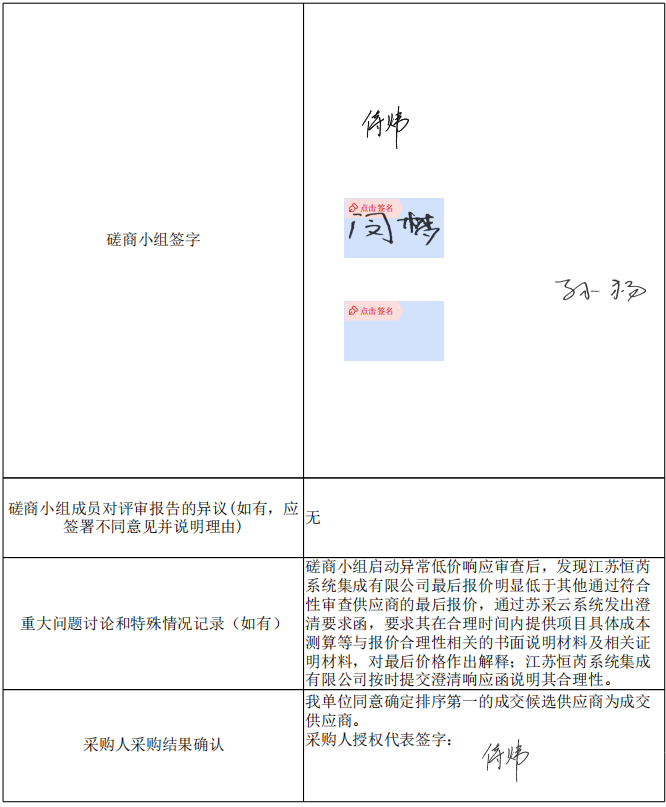 磋商小组签字
点击签名
闫梦
孙扬
点击签名
磋商小组成员对评审报告的异议(如有，应
签署不同意见并说明理由)
无
重大问题讨论和特殊情况记录（如有）
磋商小组启动异常低价响应审查后，发现江苏恒芮
系统集成有限公司最后报价明显低于其他通过符合
性审查供应商的最后报价，通过苏采云系统发出澄
清要求函，要求其在合理时间内提供项目具体成本
测算等与报价合理性相关的书面说明材料及相关证
明材料，对最后价格作出解释；江苏恒芮系统集成
有限公司按时提交澄清响应函说明其合理性。
采购人采购结果确认
我单位同意确定排序第一的成交候选供应商为成交
供应商。
采购人授权代表签字：